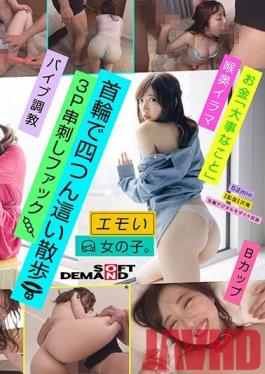 お金「大事なこと」
喉奥イラマ
首輪で四つん這い散歩
3P串刺しファック
バイブ調教
エモい
女の子。
62min
Bカップ
SOFT
DEMAND
JAVHD